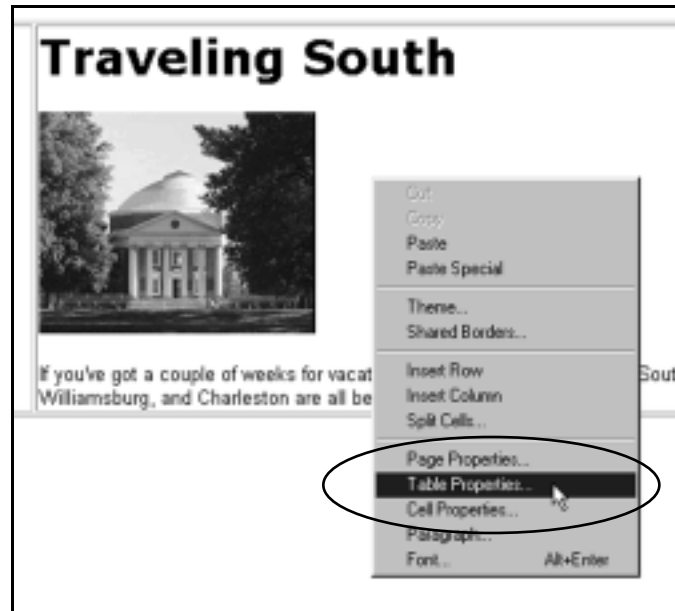 Traveling South
If you've got a couple of weeks for vacat
Sout
Williamsburg, and Charleston are all be
Cut
Copy
Paste
Paste Special
Theme...
Shared Borders...
Insert Row
Insert Column
Split Cells...
Page Properties...
Table Properties...
Cell Properties...
Paragraph...
Font... Alt+Enter